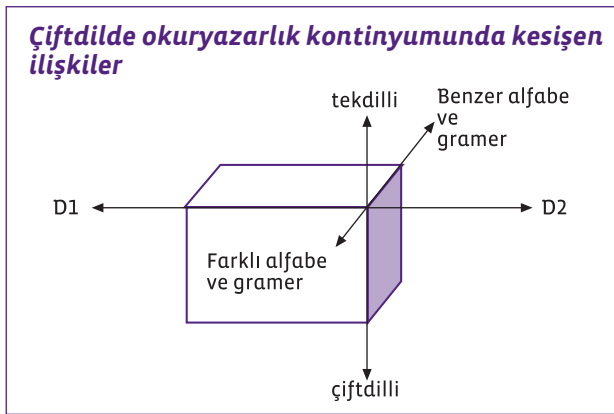 Çiftdilde okuryazarlık kontinyumunda kesişen
ilişkiler
tekdilli
Benzer alfabe
ve
gramer
D1
D2
Farklı alfabe
ve gramer
çiftdilli